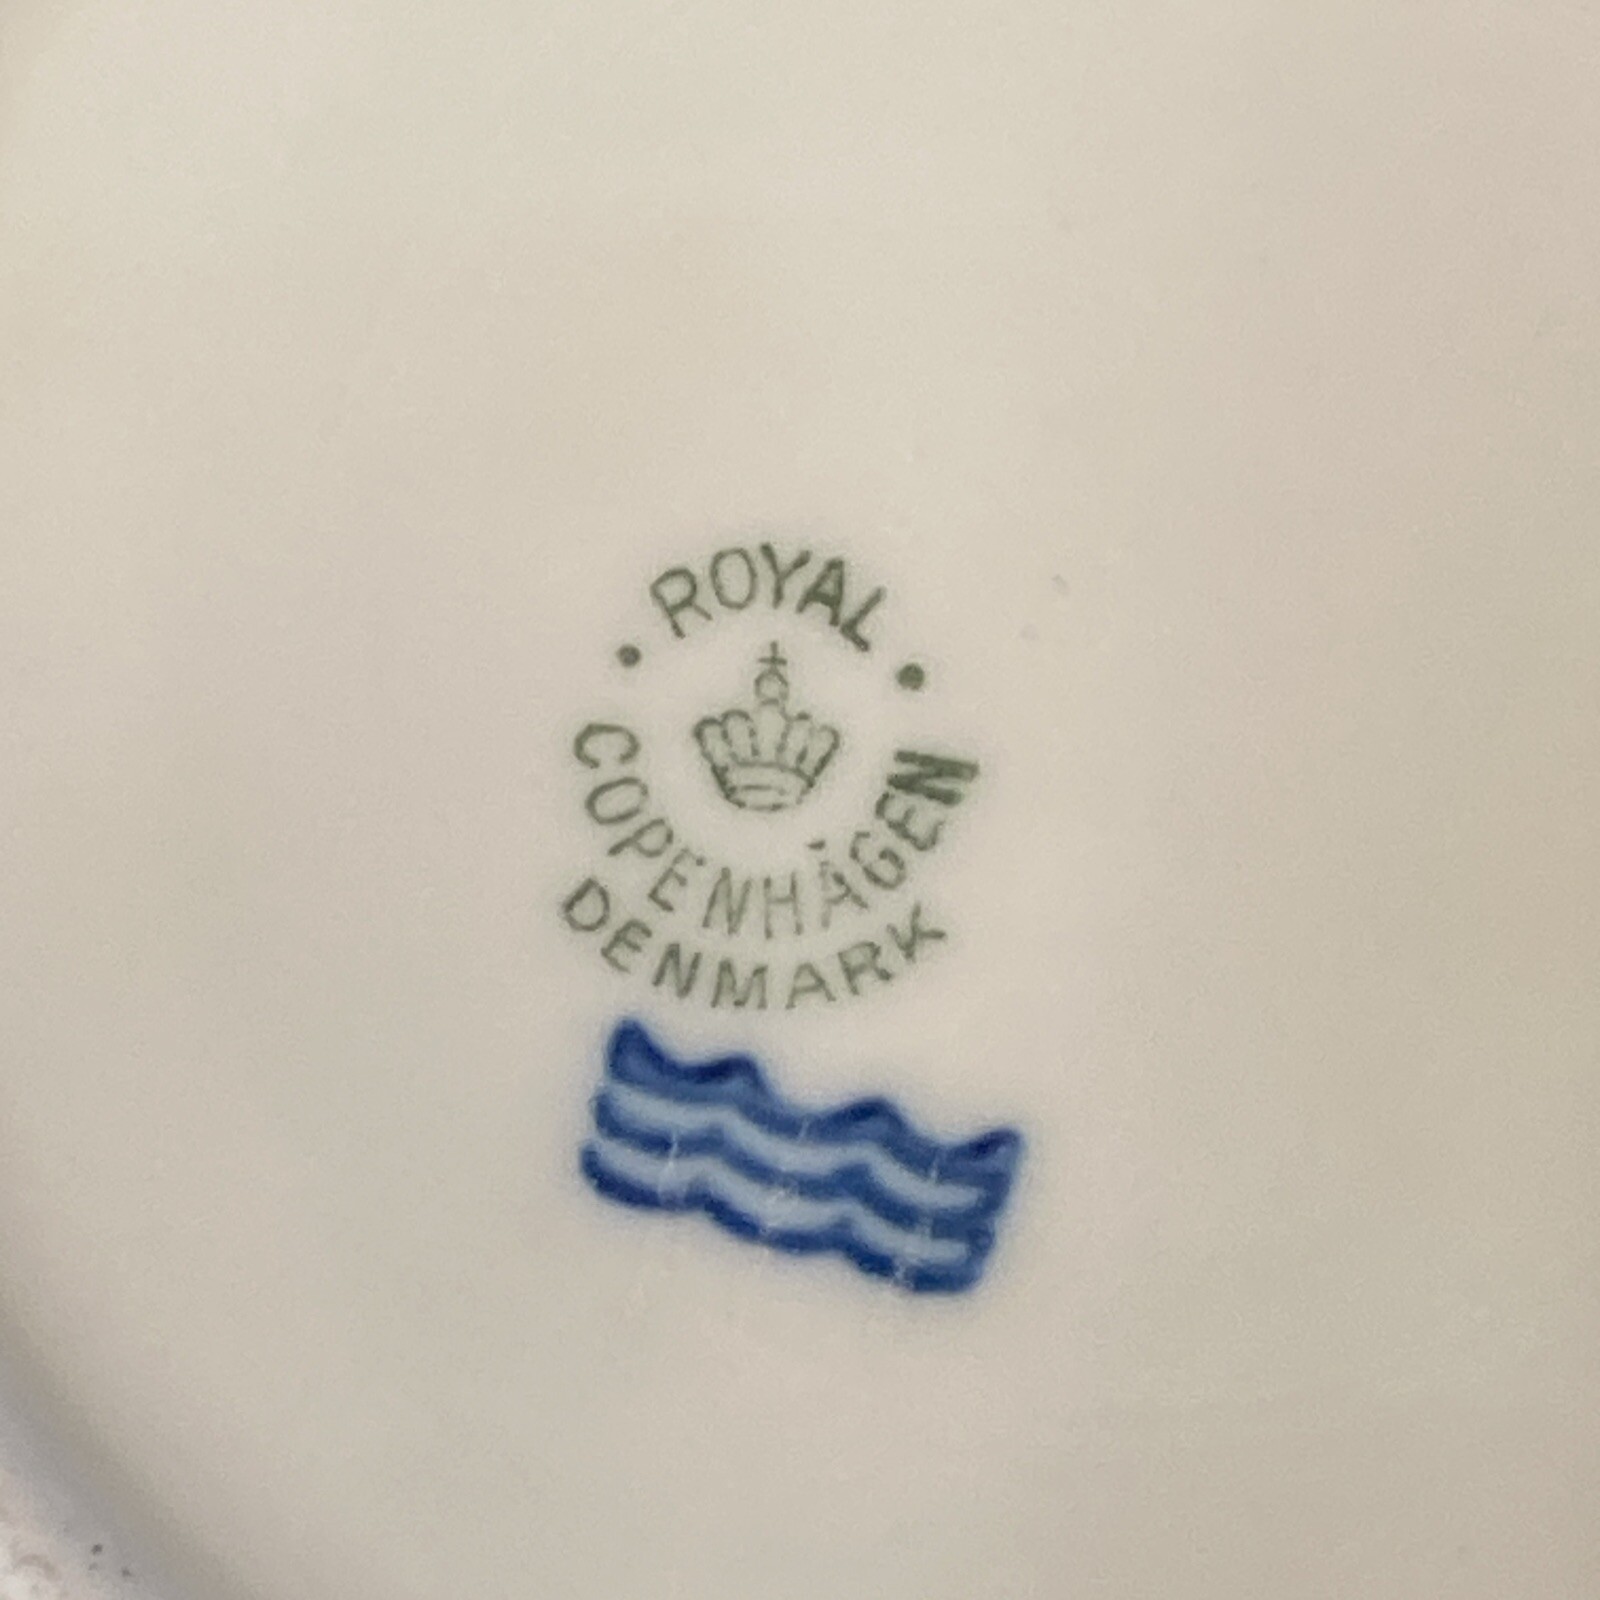 • ROYAL •
COPENHAGEN
DENMARK